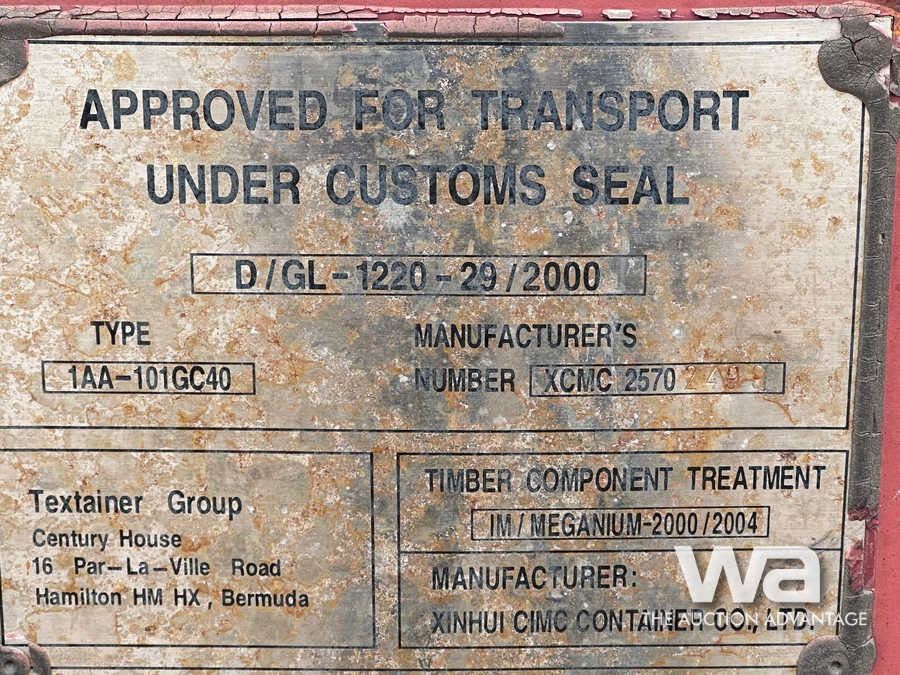 APPROVED FOR TRANSPORT
UNDER CUSTOMS SEAL
D/GL-1220-29/2000
TYPE
1AA-101GC40
MANUFACTURER'S
NUMBER XCMC 2570
Textainer Group
Century House
16 Par-La-Ville Road
Hamilton HM HX, Bermuda
TIMBER COMPONENT TREATMENT
IM/MEGANIUM-2000/2004
MANUFACTURER:
XINHUI CIMC CONTAINER CO., LTD.
wa
THE AUCTION ADVANTAGE